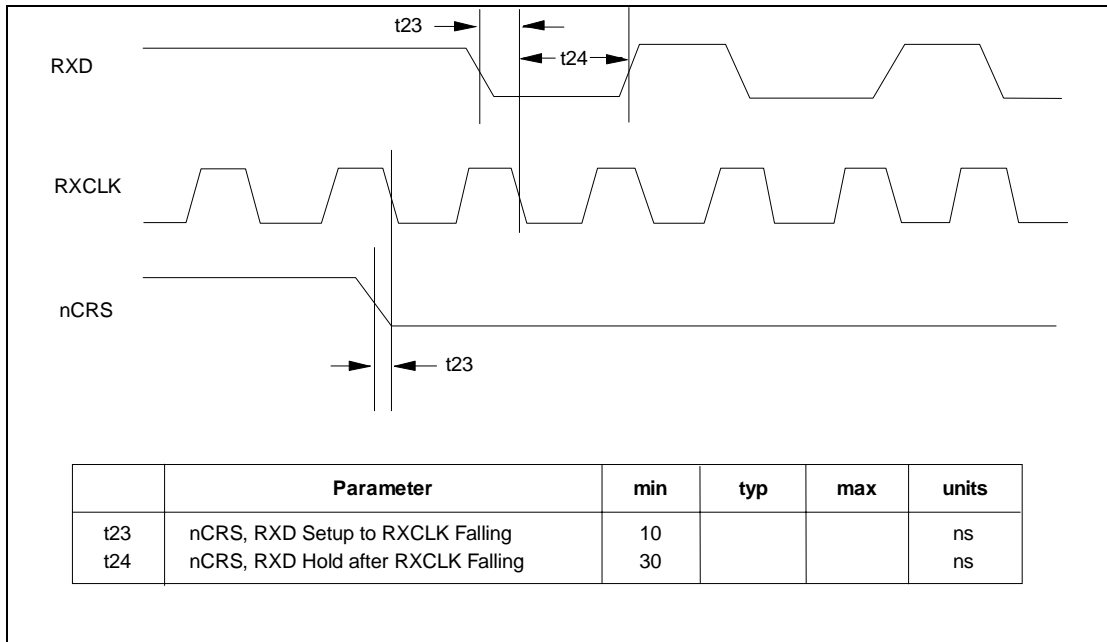 t23
t24
RXD
RXCLK
nCRS
t23
Parameter min typ max units
t23 nCRS, RXD Setup to RXCLK Falling 10 ns
t24 nCRS, RXD Hold after RXCLK Falling 30 ns